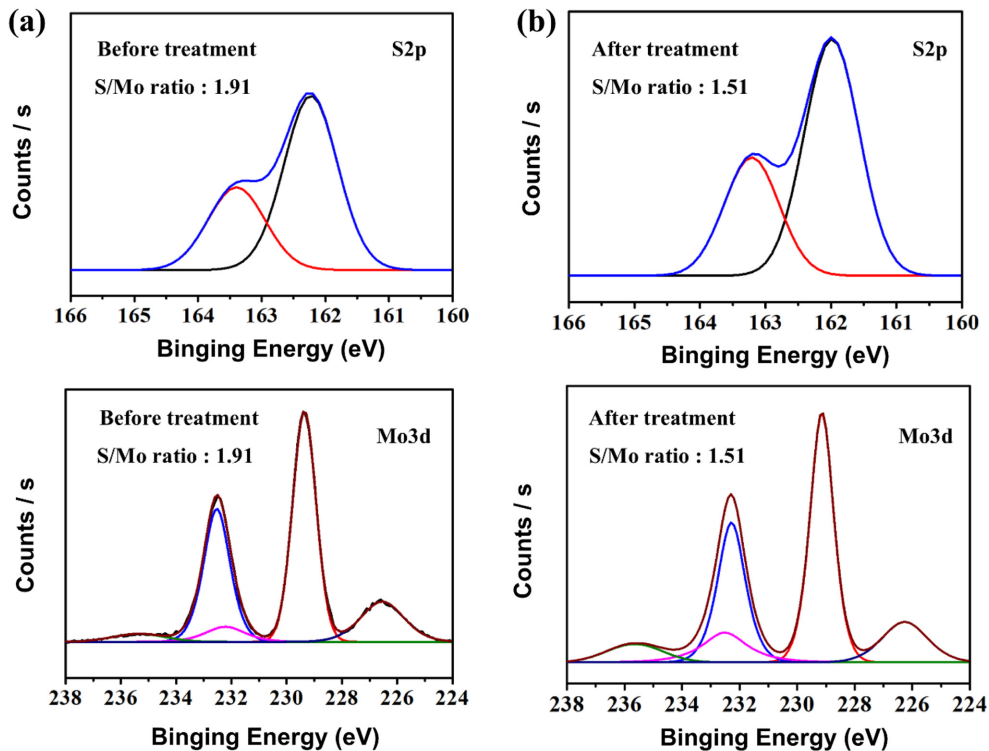 (a)
Before treatment
S2p
S/Mo ratio : 1.91
Counts / s
166 165 164 163 162 161 160
Binging Energy (eV)
(b)
After treatment
S2p
S/Mo ratio : 1.51
Counts / s
166 165 164 163 162 161 160
Binging Energy (eV)
Before treatment
Mo3d
S/Mo ratio : 1.91
Counts / s
238 236 234 232 230 228 226 224
Binging Energy (eV)
After treatment
Mo3d
S/Mo ratio : 1.51
Counts / s
238 236 234 232 230 228 226 224
Binging Energy (eV)